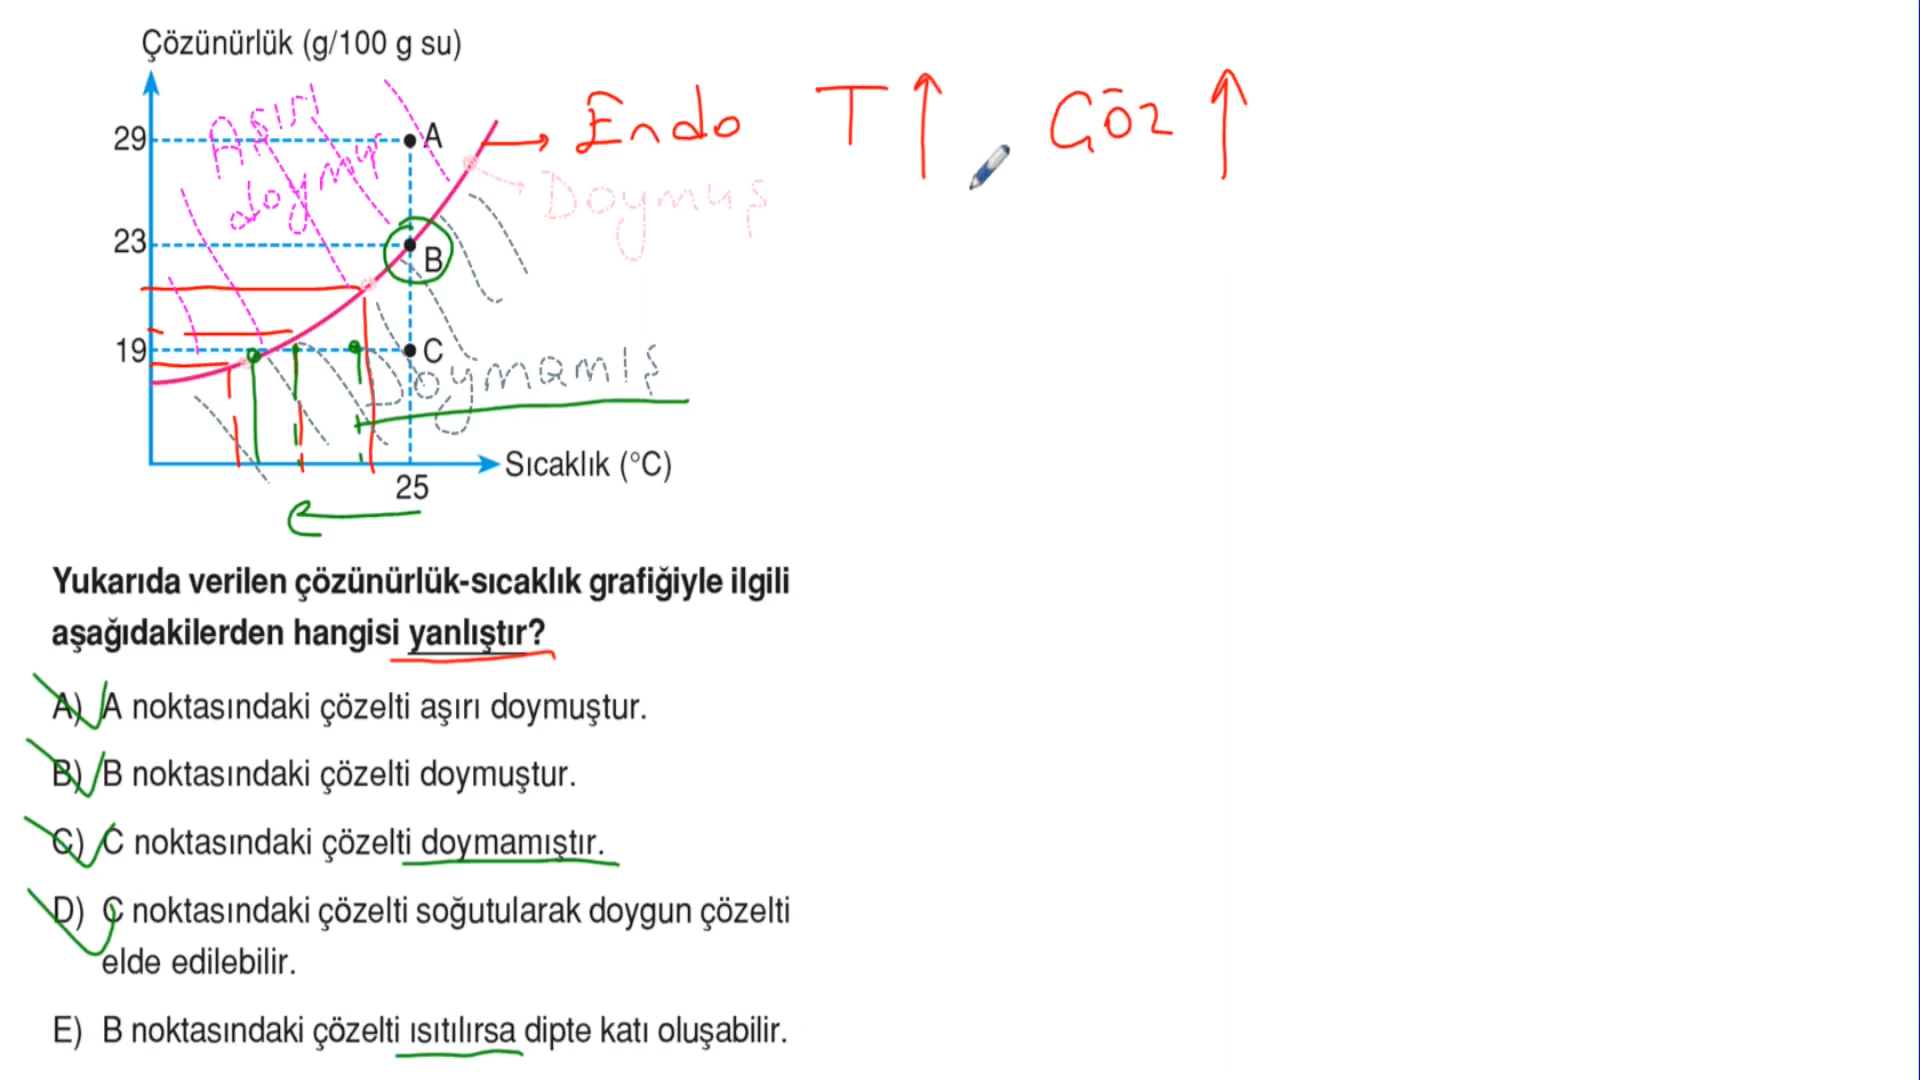 Çözünürlük (g/100 g su)
29
A
Aşırı
doymuş
Endo T↑, Çöz↑
Doymuş
23
B
19
C
Doymamış
Sıcaklık (°C)
25
Yukarıda verilen çözünürlük-sıcaklık grafiğiyle ilgili
aşağıdakilerden hangisi yanlıştır?
A) A noktasındaki çözelti aşırı doymuştur.
B) B noktasındaki çözelti doymuştur.
C) C noktasındaki çözelti doymamıştır.
D) C noktasındaki çözelti soğutularak doygun çözelti
elde edilebilir.
E) B noktasındaki çözelti ısıtılırsa dipte katı oluşabilir.